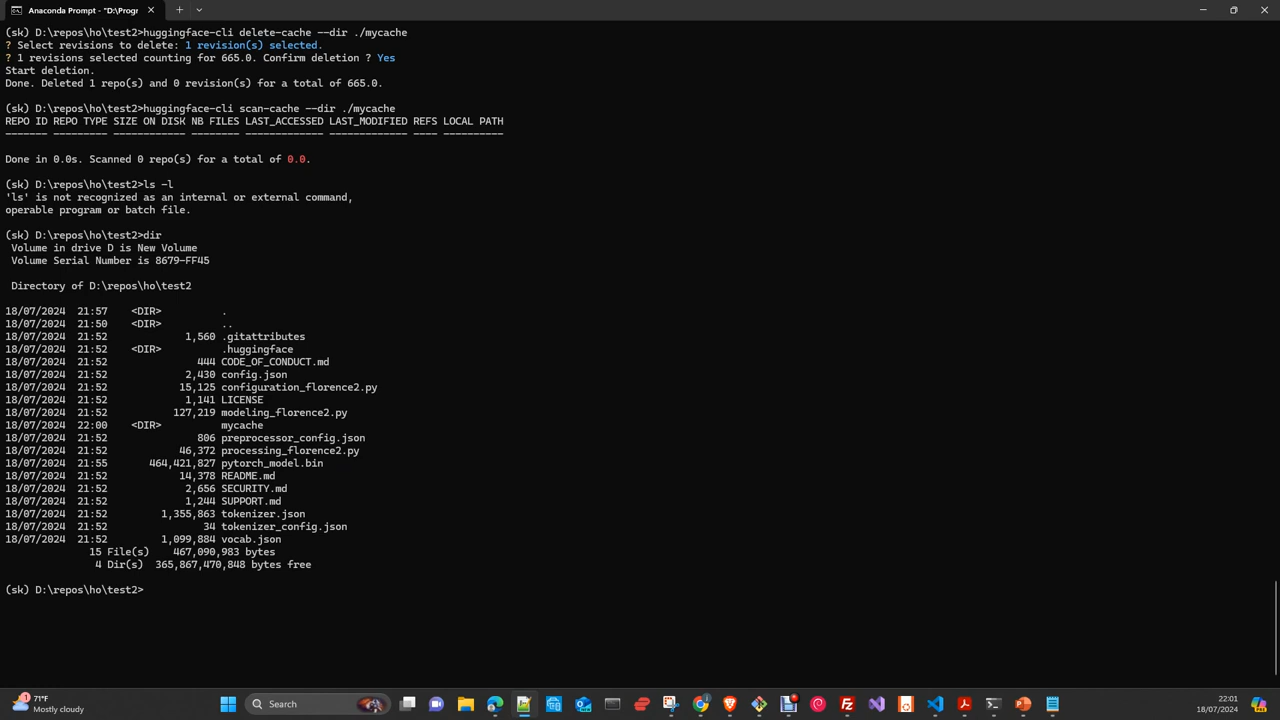 Anaconda Prompt - "D:\Progr
(sk) D:\repos\ho\test2>huggingface-cli delete-cache --dir ./mycache
? Select revisions to delete: 1 revision(s) selected.
? 1 revisions selected counting for 665.0. Confirm deletion ? Yes
Start deletion.
Done. Deleted 1 repo(s) and 0 revision(s) for a total of 665.0.
(sk) D:\repos\ho\test2>huggingface-cli scan-cache --dir ./mycache
REPO ID REPO TYPE SIZE ON DISK NB FILES LAST_ACCESSED LAST_MODIFIED REFS LOCAL PATH
------- --------- ------------ -------- ------------- ------------- ---- ----------
Done in 0.0s. Scanned 0 repo(s) for a total of 0.0.
(sk) D:\repos\ho\test2>ls -l
'ls' is not recognized as an internal or external command,
operable program or batch file.
(sk) D:\repos\ho\test2>dir
Volume in drive D is New Volume
Volume Serial Number is 8679-FF45
Directory of D:\repos\ho\test2
18/07/2024 21:57 <DIR> .
18/07/2024 21:50 <DIR> ..
18/07/2024 21:52 1,560 .gitattributes
18/07/2024 21:52 <DIR> .huggingface
18/07/2024 21:52 444 CODE_OF_CONDUCT.md
18/07/2024 21:52 2,430 config.json
18/07/2024 21:52 15,125 configuration_florence2.py
18/07/2024 21:52 1,141 LICENSE
18/07/2024 21:52 127,219 modeling_florence2.py
18/07/2024 22:00 <DIR> mycache
18/07/2024 21:52 806 preprocessor_config.json
18/07/2024 21:52 46,372 processing_florence2.py
18/07/2024 21:55 464,421,827 pytorch_model.bin
18/07/2024 21:52 14,378 README.md
18/07/2024 21:52 2,656 SECURITY.md
18/07/2024 21:52 1,244 SUPPORT.md
18/07/2024 21:52 1,355,863 tokenizer.json
18/07/2024 21:52 34 tokenizer_config.json
18/07/2024 21:52 1,099,884 vocab.json
15 File(s) 467,090,983 bytes
4 Dir(s) 365,867,470,848 bytes free
(sk) D:\repos\ho\test2>
1
71°F
Mostly cloudy
Search
22:01
18/07/2024